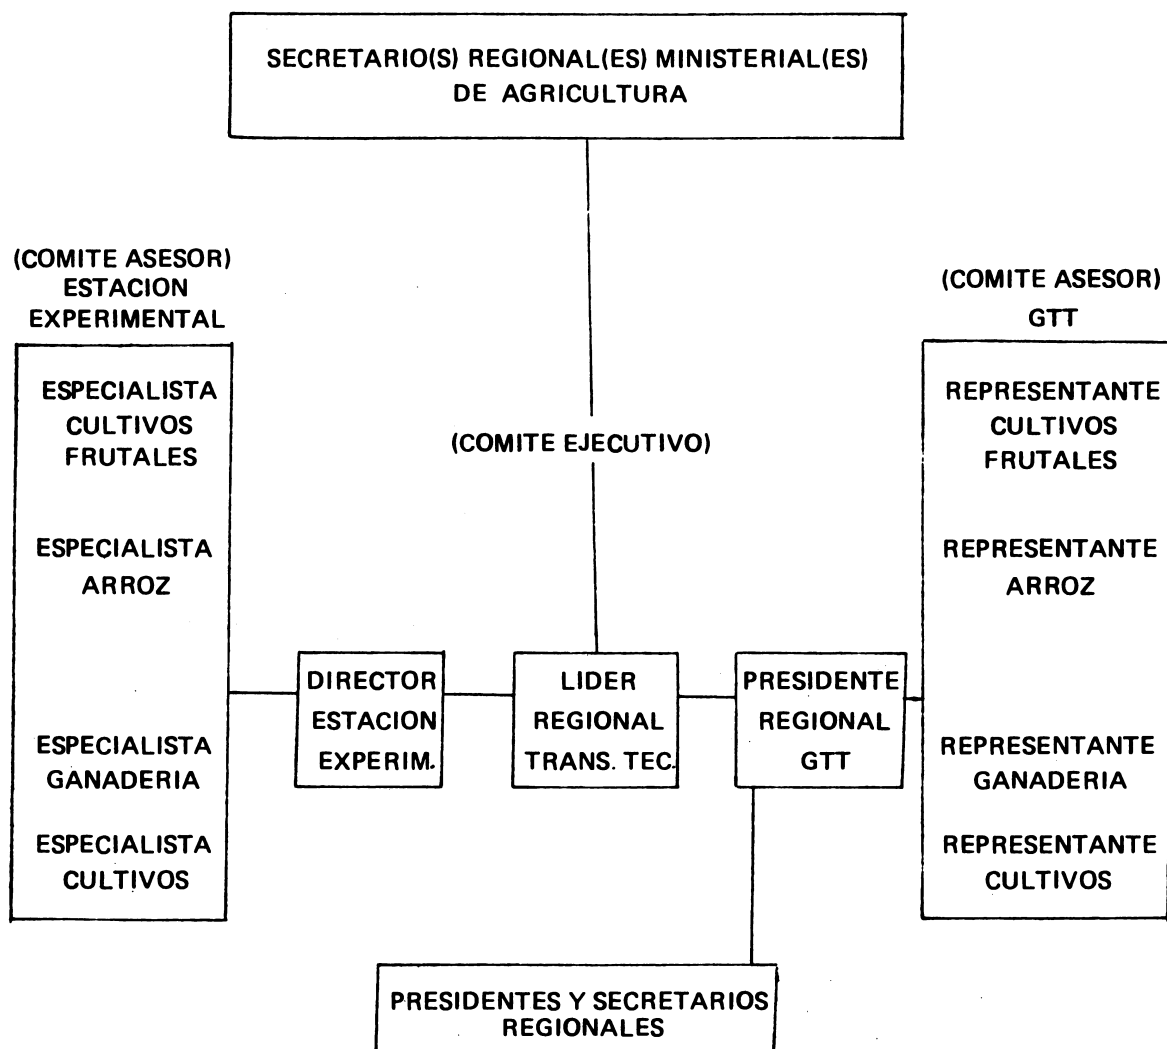 SECRETARIO(S) REGIONAL(ES) MINISTERIAL(ES)
DE AGRICULTURA
(COMITE ASESOR)
ESTACION
EXPERIMENTAL
ESPECIALISTA
CULTIVOS
FRUTALES
ESPECIALISTA
ARROZ
ESPECIALISTA
GANADERIA
ESPECIALISTA
CULTIVOS
(COMITE EJECUTIVO)
DIRECTOR
ESTACION
EXPERIM.
LIDER
REGIONAL
TRANS. TEC.
PRESIDENTE
REGIONAL
GTT
(COMITE ASESOR)
GTT
REPRESENTANTE
CULTIVOS
FRUTALES
REPRESENTANTE
ARROZ
REPRESENTANTE
GANADERIA
REPRESENTANTE
CULTIVOS
PRESIDENTES Y SECRETARIOS
REGIONALES